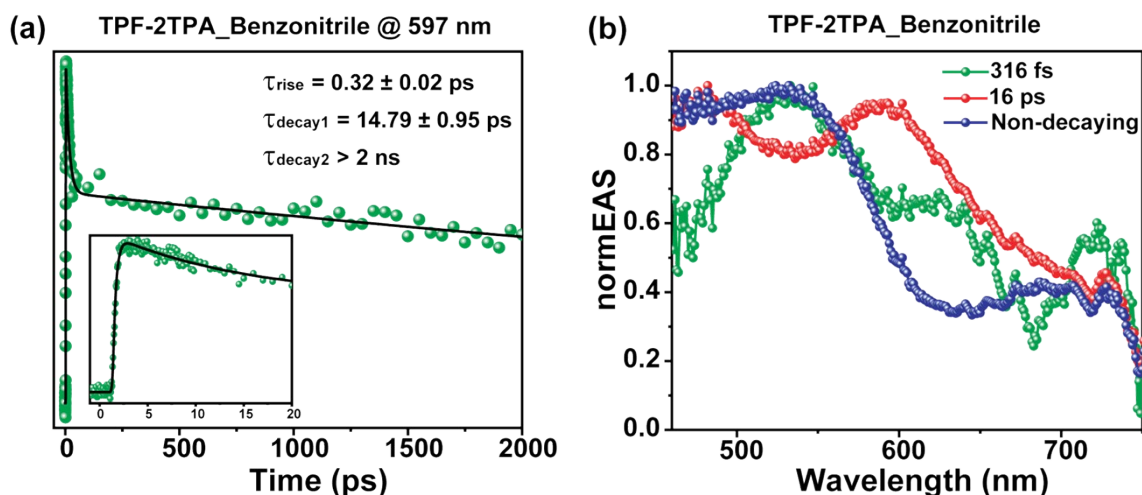 (a)
TPF-2TPA_Benzonitrile @ 597 nm
τrise = 0.32 ± 0.02 ps
τdecay1 = 14.79 ± 0.95 ps
τdecay2 > 2 ns
0 5 10 15 20
0 500 1000 1500 2000
Time (ps)
(b)
TPF-2TPA_Benzonitrile
316 fs
16 ps
Non-decaying
normEAS
1.0
0.8
0.6
0.4
0.2
0.0
500 600 700
Wavelength (nm)